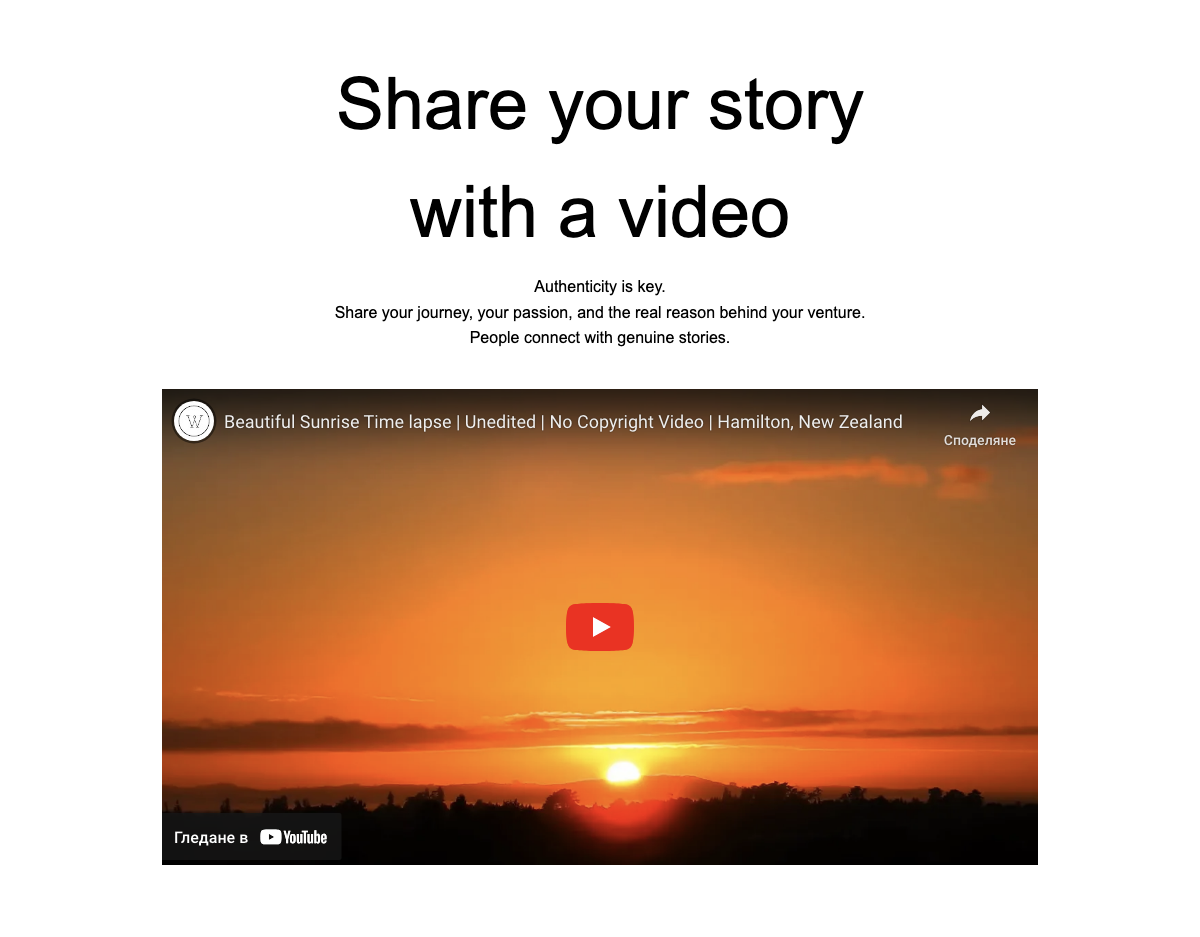 Share your story
with a video
Authenticity is key.
Share your journey, your passion, and the real reason behind your venture.
People connect with genuine stories.
W
Beautiful Sunrise Time lapse | Unedited | No Copyright Video | Hamilton, New Zealand
Споделяне
Гледане в YouTube